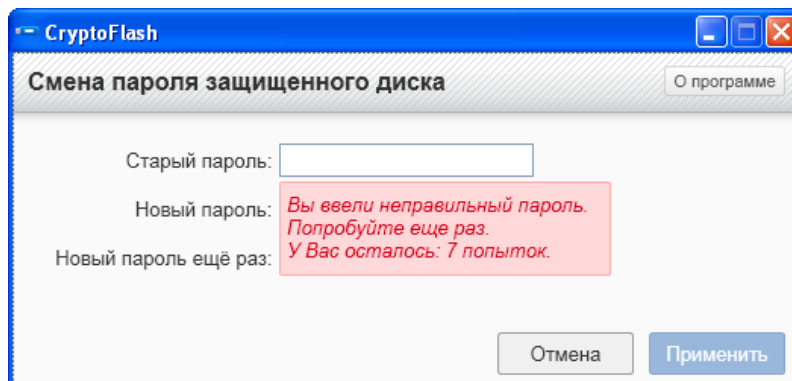 CryptoFlash
Смена пароля защищенного диска
О программе
Старый пароль:
Новый пароль:
Вы ввели неправильный пароль.
Попробуйте еще раз.
У Вас осталось: 7 попыток.
Новый пароль ещё раз:
Отмена
Применить